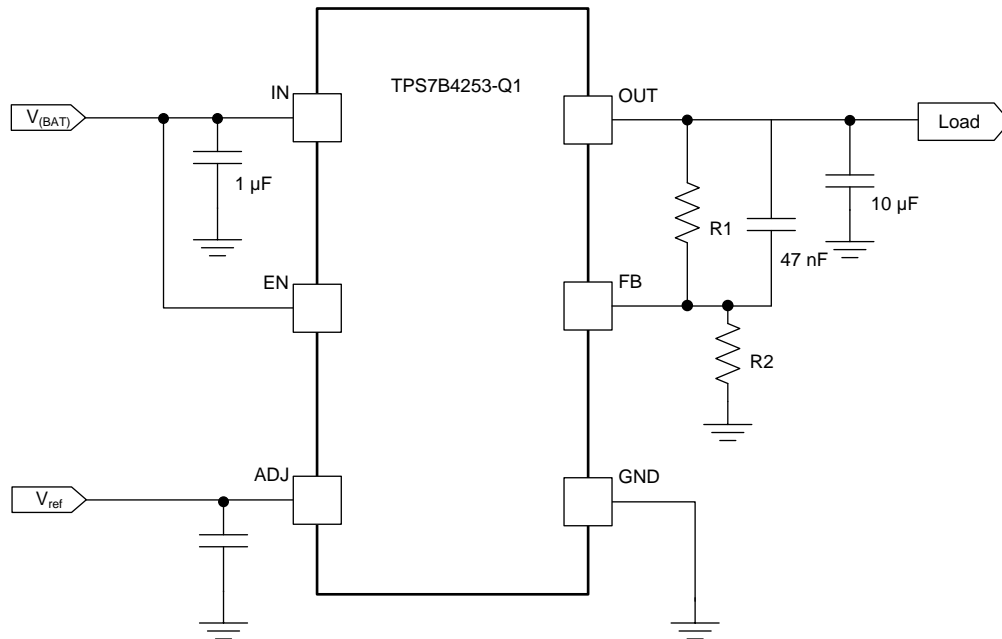 TPS7B4253-Q1
IN
OUT
V(BAT)
Load
1 µF
R1
10 µF
47 nF
EN
FB
R2
ADJ
GND
Vref